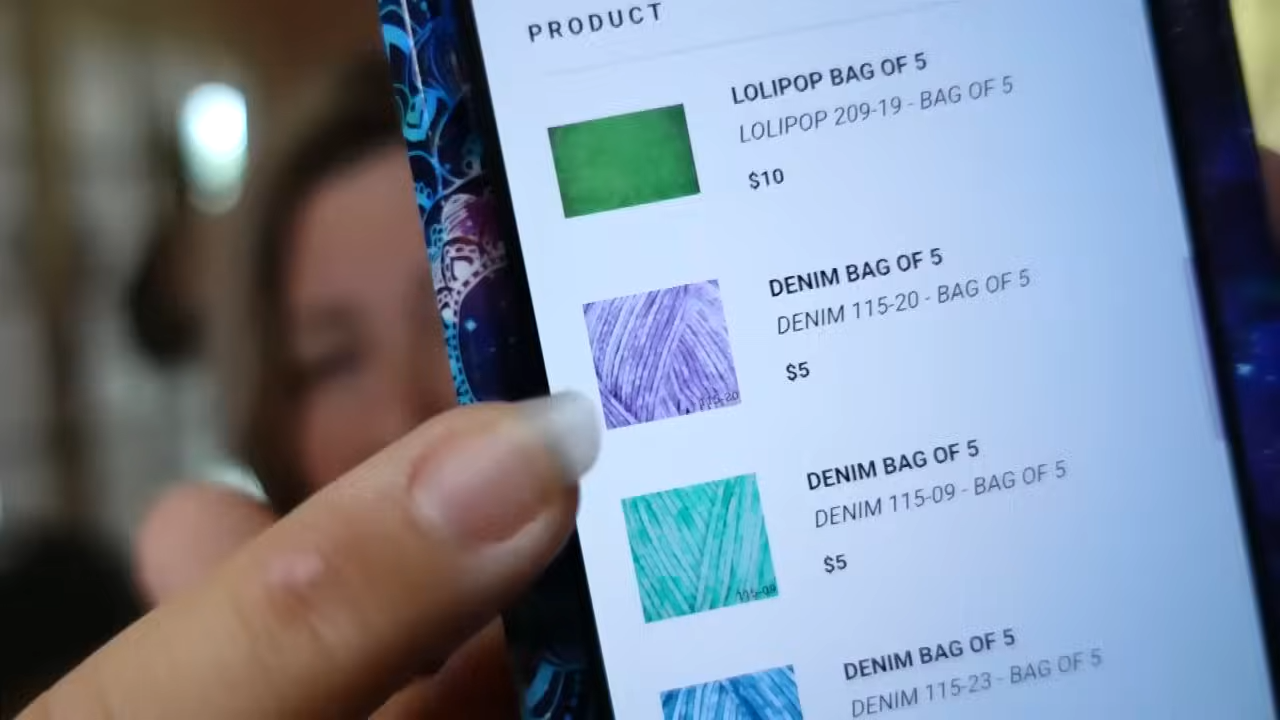 PRODUCT
LOLIPOP BAG OF 5
LOLIPOP 209-19 - BAG OF 5
$10
DENIM BAG OF 5
DENIM 115-20 - BAG OF 5
$5
115-20
DENIM BAG OF 5
DENIM 115-09 - BAG OF 5
$5
115-09
DENIM BAG OF 5
DENIM 115-23 - BAG OF 5